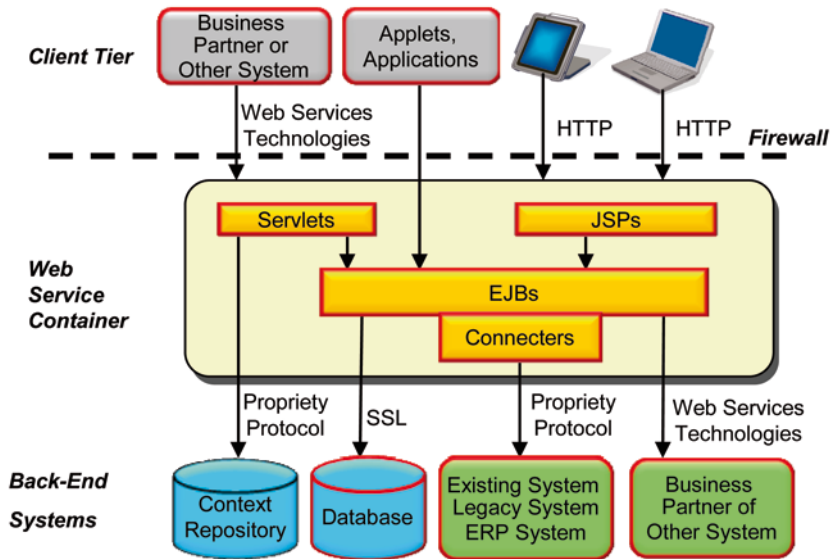 Client Tier
Business
Partner or
Other System
Applets,
Applications
Web Services
Technologies
HTTP
HTTP
Firewall
Servlets
JSPs
Web
Service
Container
EJBs
Connecters
Propriety
Protocol
SSL
Propriety
Protocol
Web Services
Technologies
Back-End
Systems
Context
Repository
Database
Existing System
Legacy System
ERP System
Business
Partner of
Other System